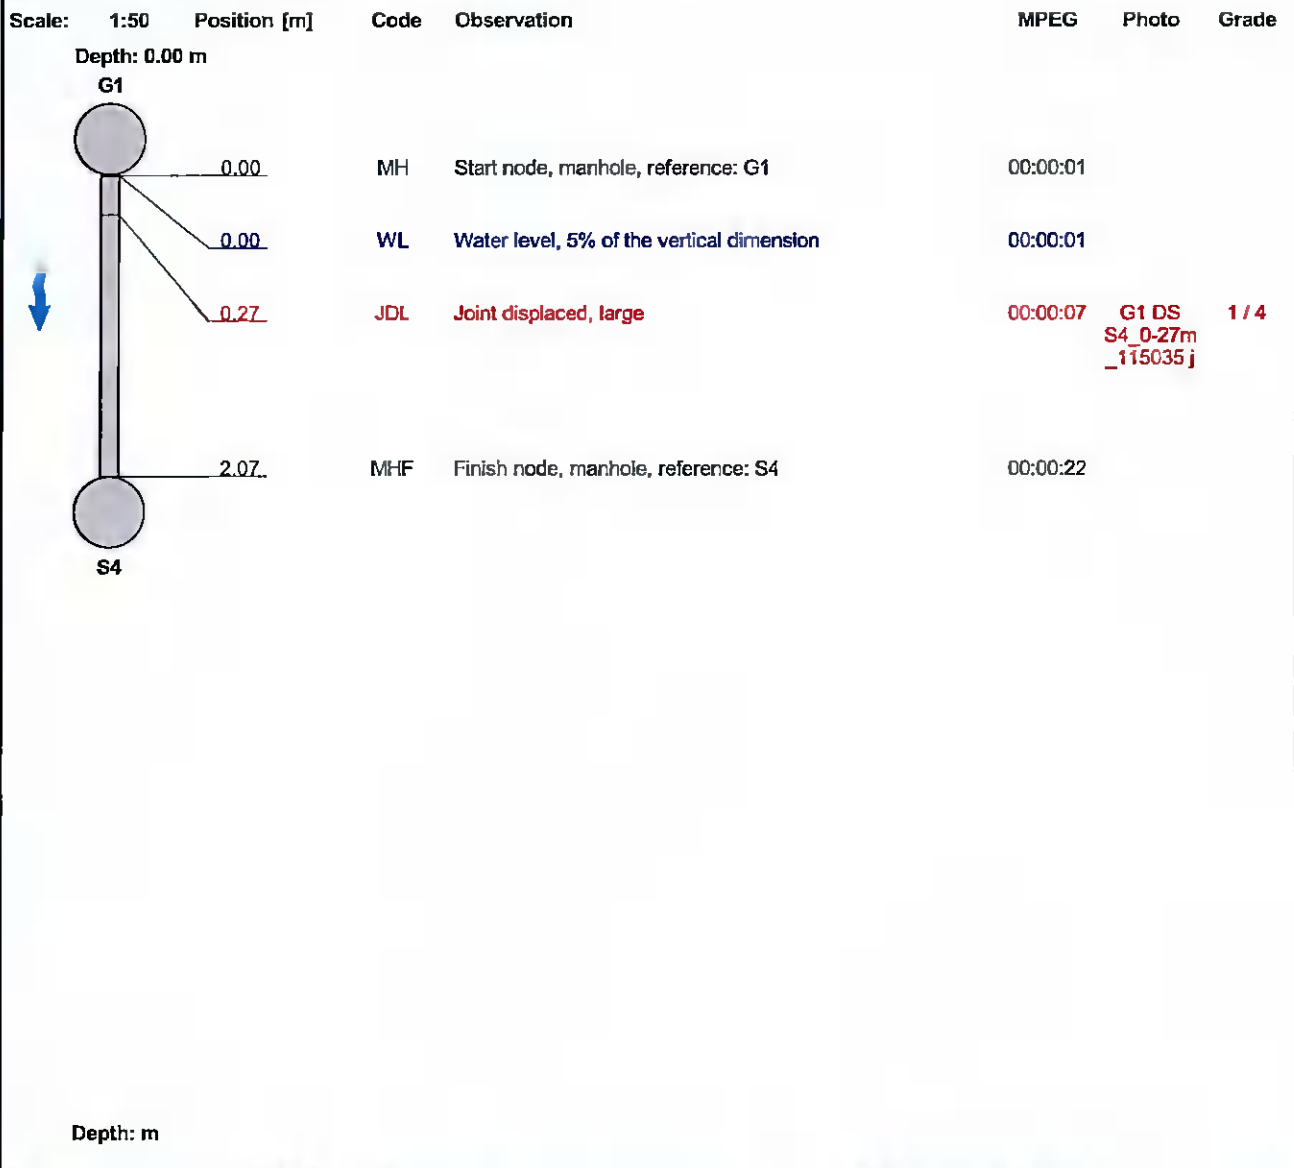 Scale: 1:50 Position [m] Code Observation MPEG Photo Grade
Depth: 0.00 m
G1
0.00 MH Start node, manhole, reference: G1 00:00:01
0.00 WL Water level, 5% of the vertical dimension 00:00:01
0.27 JDL Joint displaced, large 00:00:07 G1 DS 1 / 4
S4_0-27m
_115035 j
2.07 MHF Finish node, manhole, reference: S4 00:00:22
S4
Depth: m